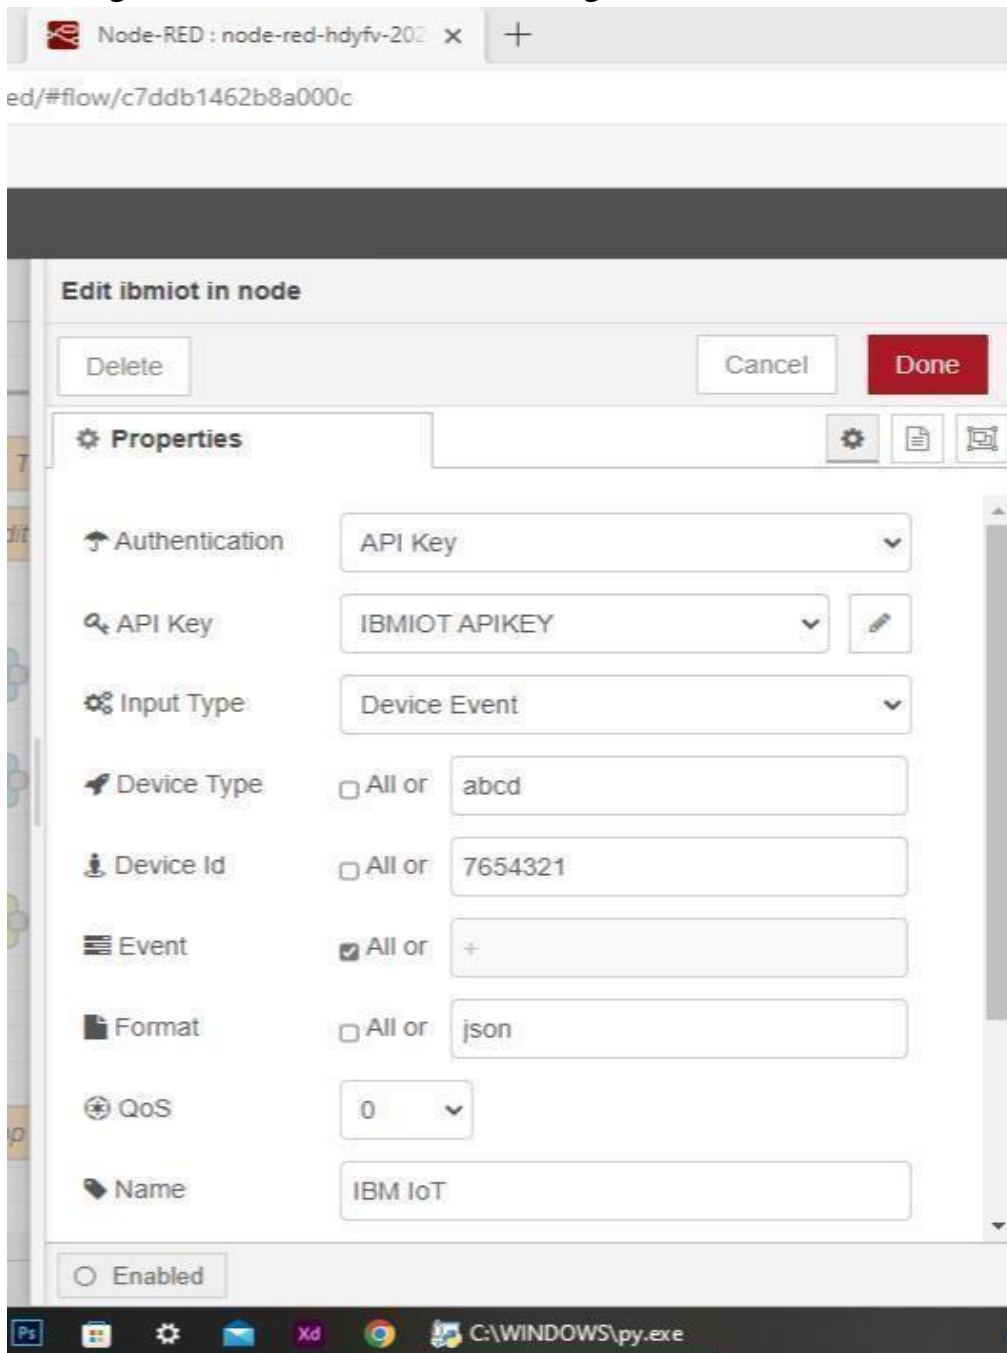 Node-RED : node-red-hdyfv-202
ed/#flow/c7ddb1462b8a000c
Edit ibmiot in node
Delete Cancel Done
Properties
Authentication API Key
API Key IBMIOT APIKEY
Input Type Device Event
Device Type All or abcd
Device Id All or 7654321
Event All or +
Format All or json
QoS 0
Name IBM IoT
Enabled
Ps Xd C:\WINDOWS\py.exe